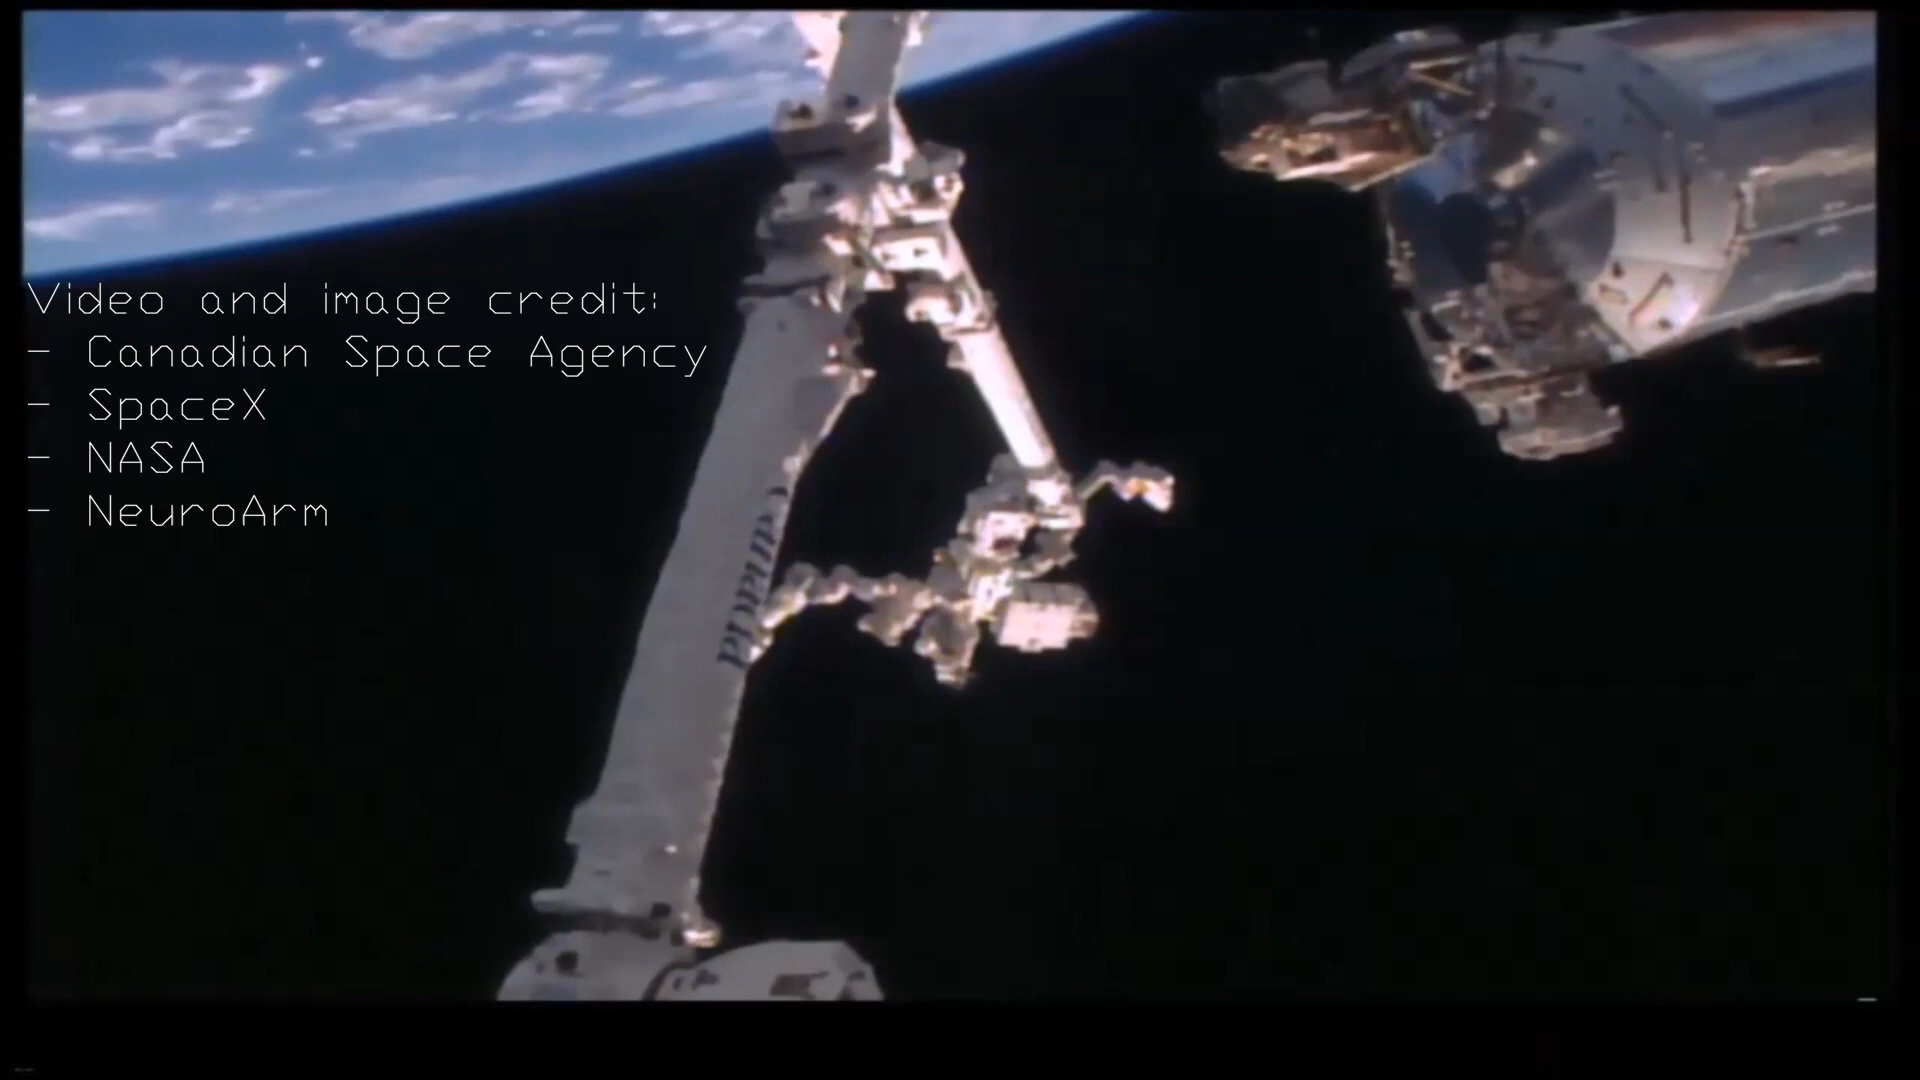 Video and image credit:
- Canadian Space Agency
- SpaceX
- NASA
- NeuroArm